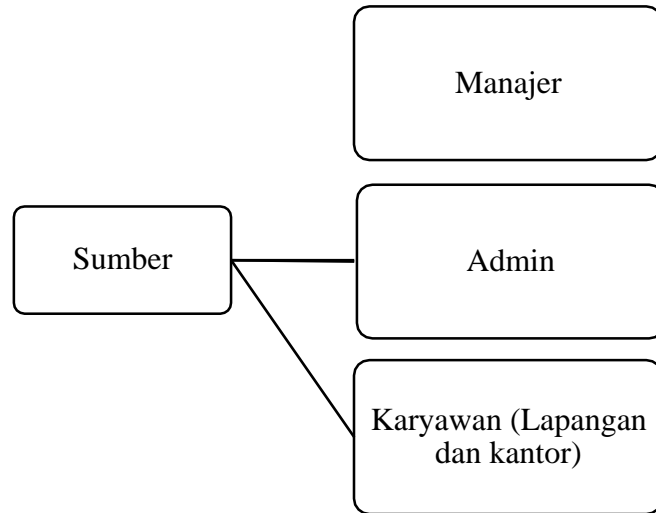 Manajer
Sumber
Admin
Karyawan (Lapangan
dan kantor)